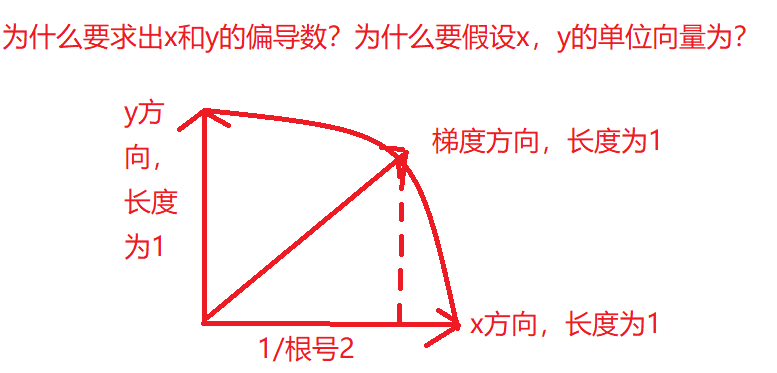 为什么要求出x和y的偏导数？为什么要假设x，y的单位向量为？
y方
向，
长度
为1
梯度方向，长度为1
x方向，长度为1
1/根号2